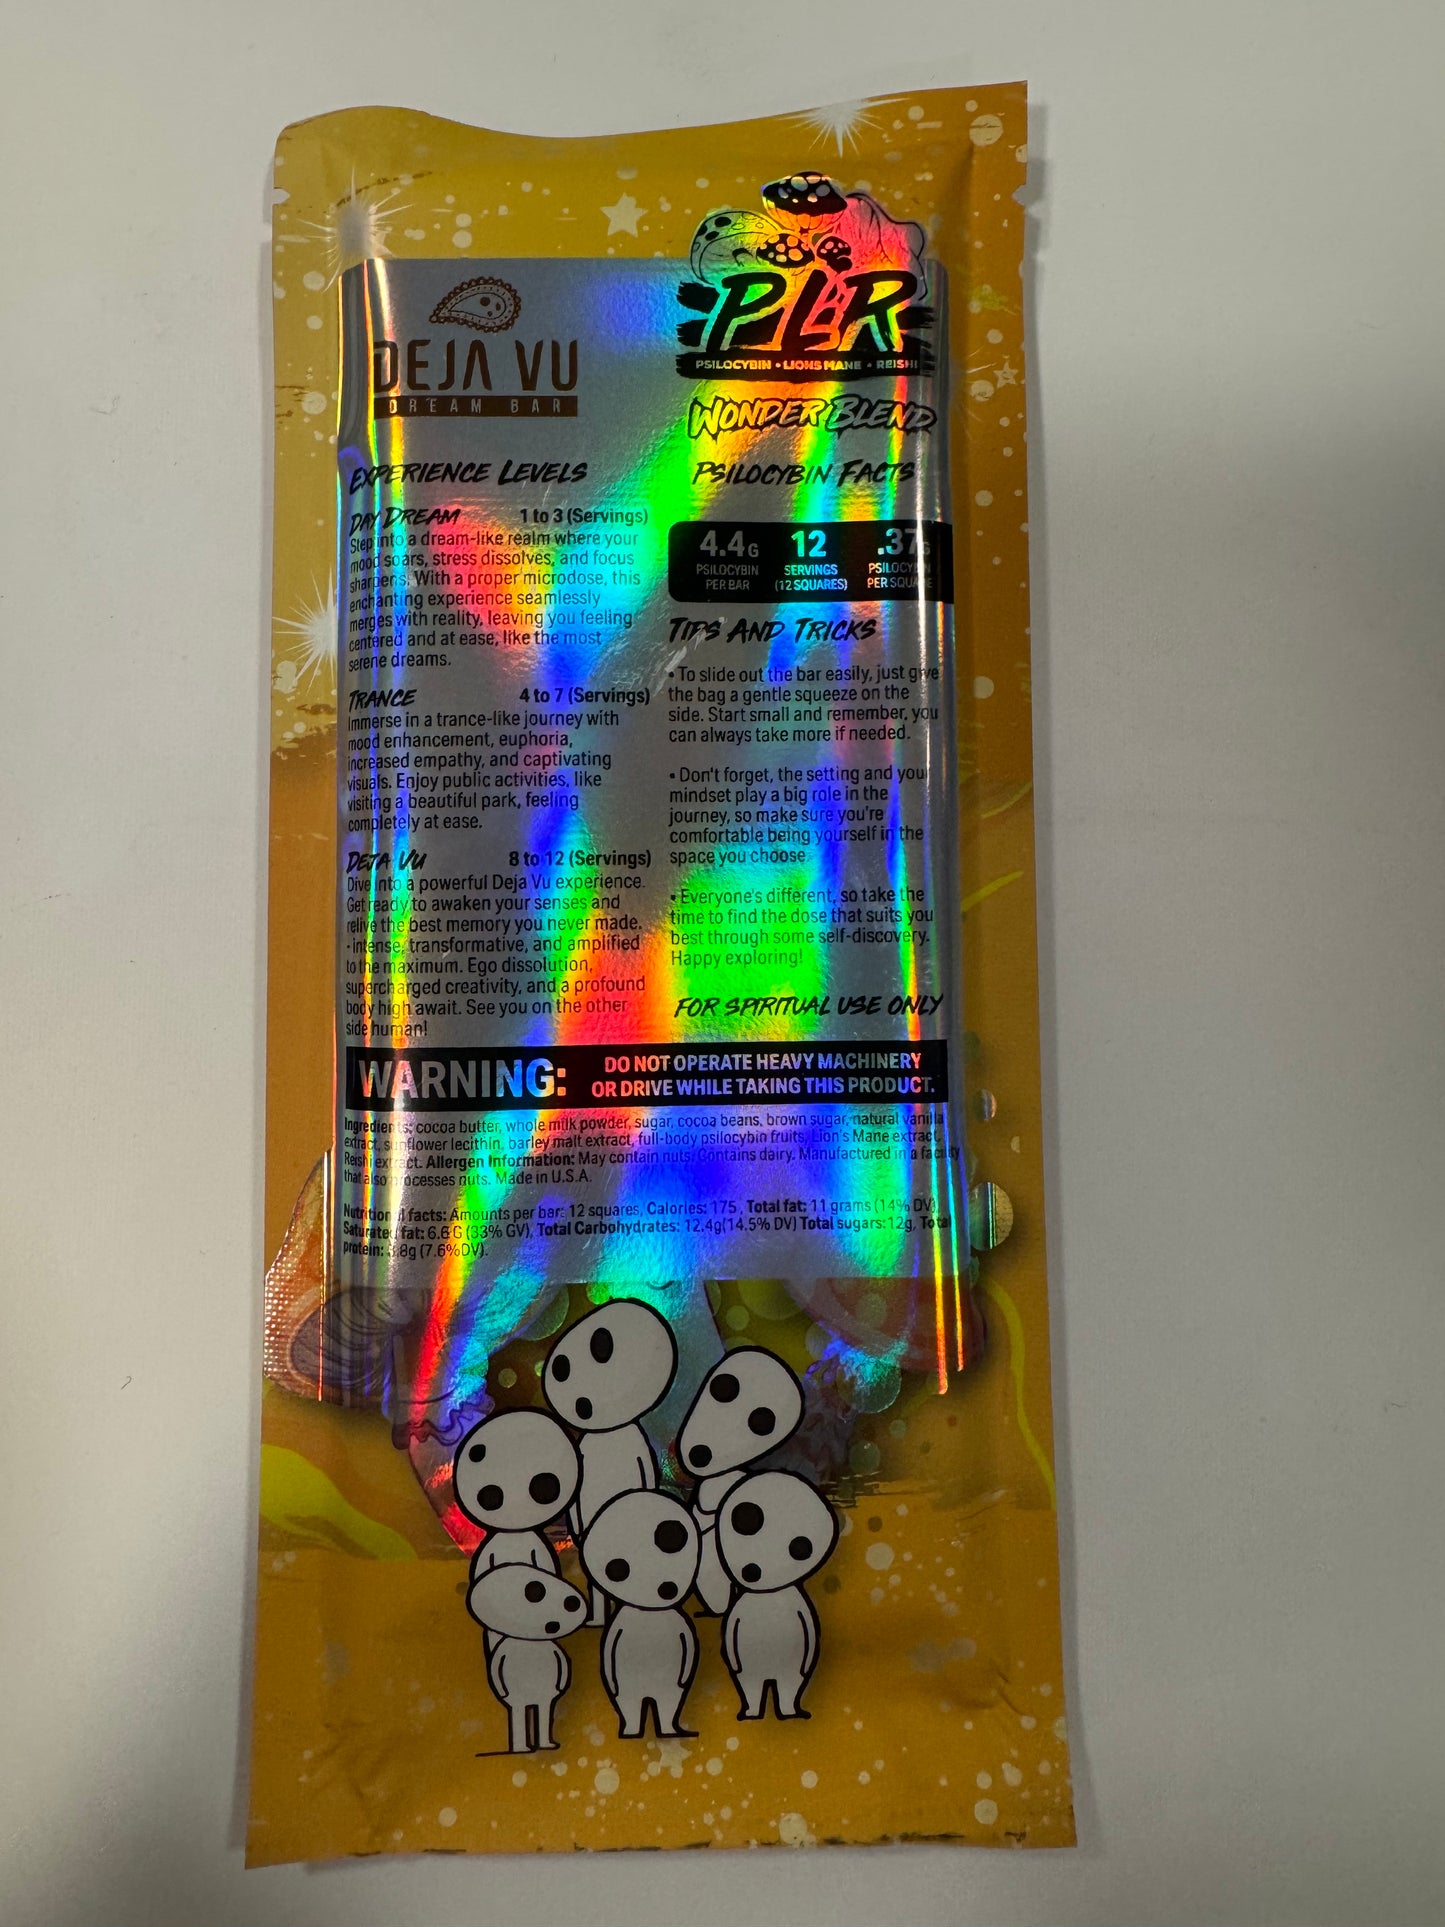 DEJA VU
DREAM BAR
EXPERIENCE LEVELS
DAY DREAM 1 to 3 (Servings)
Step into a dream-like realm where your
mood soars, stress dissolves, and focus
sharpens. With a proper microdose, this
enchanting experience seamlessly
merges with reality, leaving you feeling
centered and at ease, like the most
serene dreams.
TRANCE 4 to 7 (Servings)
Immerse in a trance-like journey with
mood enhancement, euphoria,
increased empathy, and captivating
visuals. Enjoy public activities, like
visiting a beautiful park, feeling
completely at ease.
DEJA VU 8 to 12 (Servings)
Dive into a powerful Deja Vu experience.
Get ready to awaken your senses and
relive the best memory you never made.
- intense, transformative, and amplified
to the maximum. Ego dissolution,
supercharged creativity, and a profound
body high await. See you on the other
side human!
PLR
PSILOCYBIN • LIONS MANE • REISHI
WONDER BLEND
PSILOCYBIN FACTS
4.4G 12 .37G
PSILOCYBIN SERVINGS PSILOCYBIN
PER BAR (12 SQUARES) PER SQUARE
TIPS AND TRICKS
• To slide out the bar easily, just give
the bag a gentle squeeze on the
side. Start small and remember, you
can always take more if needed.
• Don't forget, the setting and your
mindset play a big role in the
journey, so make sure you're
comfortable being yourself in the
space you choose.
• Everyone's different, so take the
time to find the dose that suits you
best through some self-discovery.
Happy exploring!
FOR SPIRITUAL USE ONLY
WARNING: DO NOT OPERATE HEAVY MACHINERY
OR DRIVE WHILE TAKING THIS PRODUCT.
Ingredients: cocoa butter, whole milk powder, sugar, cocoa beans, brown sugar, natural vanilla
extract, sunflower lecithin, barley malt extract, full-body psilocybin fruits, Lion's Mane extract,
Reishi extract. Allergen Information: May contain nuts. Contains dairy. Manufactured in a facility
that also processes nuts. Made in U.S.A.
Nutritional facts: Amounts per bar: 12 squares, Calories: 175, Total fat: 11 grams (14% DV),
Saturated fat: 6.6G (33% GV), Total Carbohydrates: 12.4g(14.5% DV) Total sugars:12g, Total
protein: (7.6%DV).